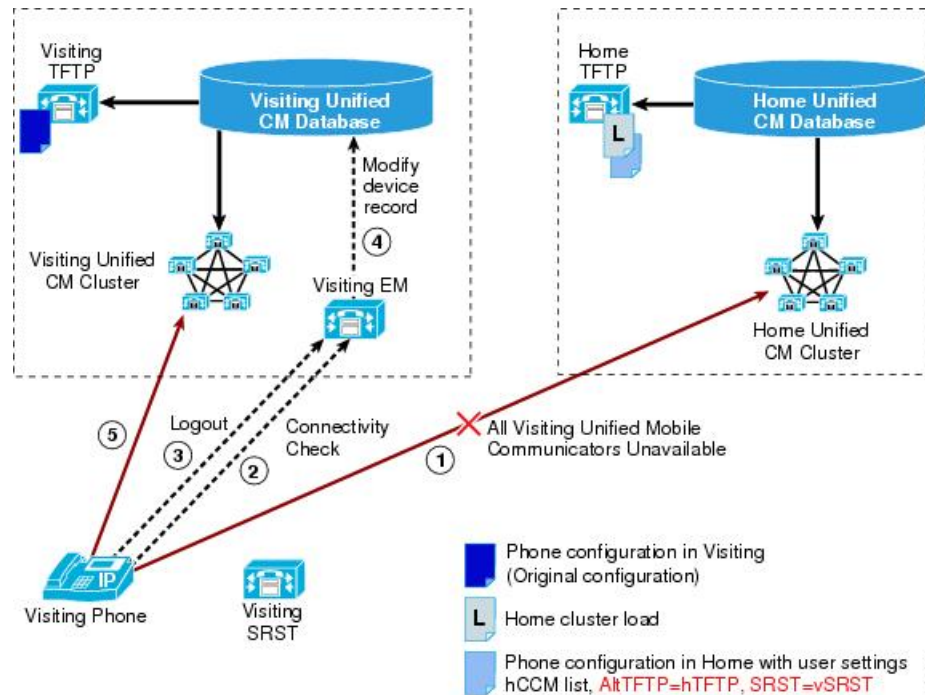 Visiting
TFTP
Visiting Unified
CM Database
Home
TFTP
L
Home Unified
CM Database
Modify
device
record
4
Visiting Unified
CM Cluster
Visiting EM
Home Unified
CM Cluster
5
Logout
3
Connectivity
Check
2
1
All Visiting Unified Mobile
Communicators Unavailable
IP
Visiting Phone
Visiting
SRST
Phone configuration in Visiting
(Original configuration)
L
Home cluster load
Phone configuration in Home with user settings
hCCM list, AltTFTP=hTFTP, SRST=vSRST